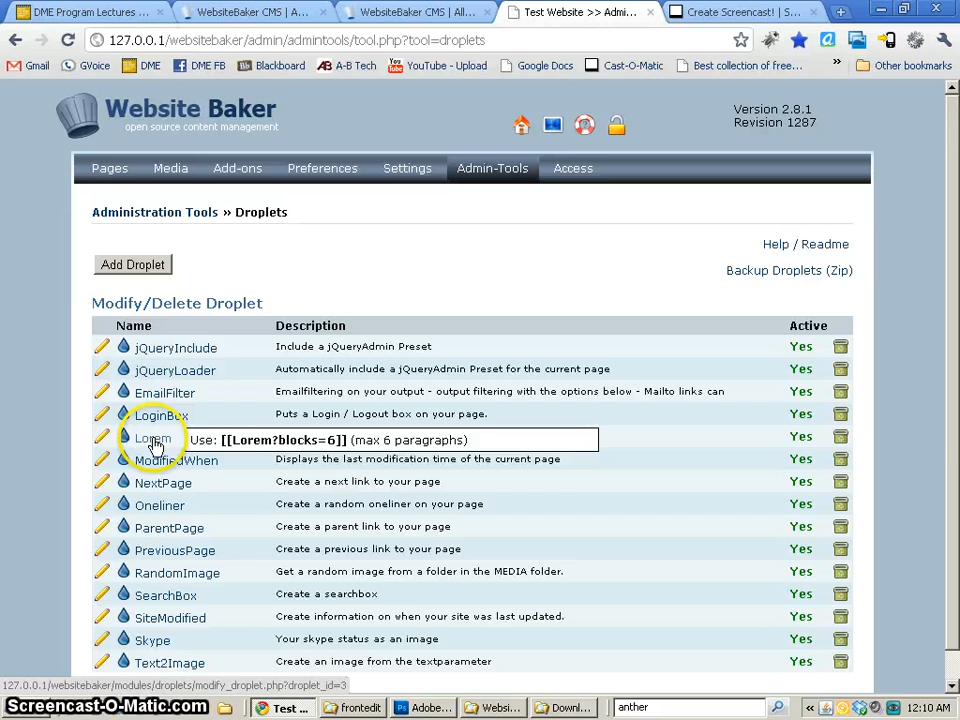 DME Program Lectures ...
WebsiteBaker CMS | A...
WebsiteBaker CMS | All...
Test Website >> Admi...
Create Screencast! | S...
127.0.0.1/websitebaker/admin/admintools/tool.php?tool=droplets
Gmail
GVoice
DME
DME FB
Blackboard
A-B Tech
YouTube - Upload
Google Docs
Cast-O-Matic
Best collection of free...
Other bookmarks
Website Baker
open source content management
Version 2.8.1
Revision 1287
Pages Media Add-ons Preferences Settings Admin-Tools Access
Administration Tools » Droplets
Help / Readme
Add Droplet
Backup Droplets (Zip)
Modify/Delete Droplet
Name Description Active
jQueryInclude Include a jQueryAdmin Preset Yes
jQueryLoader Automatically include a jQueryAdmin Preset for the current page Yes
EmailFilter Emailfiltering on your output - output filtering with the options below - Mailto links can Yes
LoginBox Puts a Login / Logout box on your page. Yes
Lorem Use: [[Lorem?blocks=6]] (max 6 paragraphs) Yes
ModifiedWhen Displays the last modification time of the current page Yes
NextPage Create a next link to your page Yes
Oneliner Create a random oneliner on your page Yes
ParentPage Create a parent link to your page Yes
PreviousPage Create a previous link to your page Yes
RandomImage Get a random image from a folder in the MEDIA folder. Yes
SearchBox Create a searchbox Yes
SiteModified Create information on when your site was last updated. Yes
Skype Your skype status as an image Yes
Text2Image Create an image from the textparameter Yes
127.0.0.1/websitebaker/modules/droplets/modify_droplet.php?droplet_id=3
Screencast-O-Matic.com
Test ...
frontedit
Adobe...
Websi...
Downl...
anther
12:10 AM